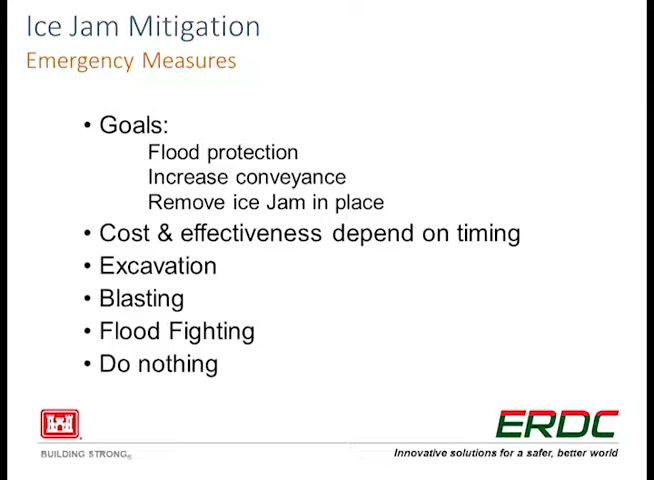 Ice Jam Mitigation
Emergency Measures
• Goals:
Flood protection
Increase conveyance
Remove ice Jam in place
• Cost & effectiveness depend on timing
• Excavation
• Blasting
• Flood Fighting
• Do nothing
ERDC
BUILDING STRONG®
Innovative solutions for a safer, better world